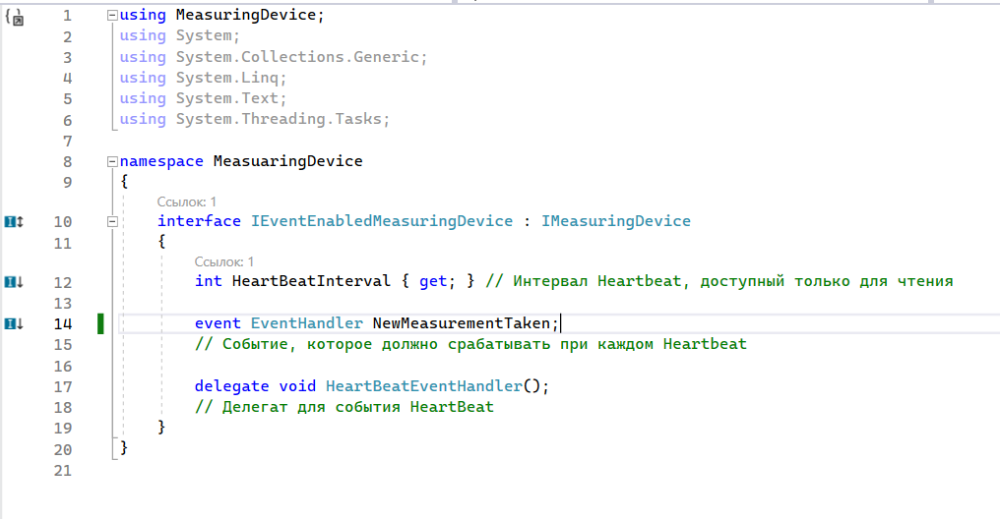 1 using MeasuringDevice;
2 using System;
3 using System.Collections.Generic;
4 using System.Linq;
5 using System.Text;
6 using System.Threading.Tasks;
7
8 namespace MeasuaringDevice
9 {
Ссылок: 1
10 interface IEventEnabledMeasuringDevice : IMeasuringDevice
11 {
Ссылок: 1
12 int HeartBeatInterval { get; } // Интервал Heartbeat, доступный только для чтения
13
14 event EventHandler NewMeasurementTaken;
15 // Событие, которое должно срабатывать при каждом Heartbeat
16
17 delegate void HeartBeatEventHandler();
18 // Делегат для события HeartBeat
19 }
20 }
21